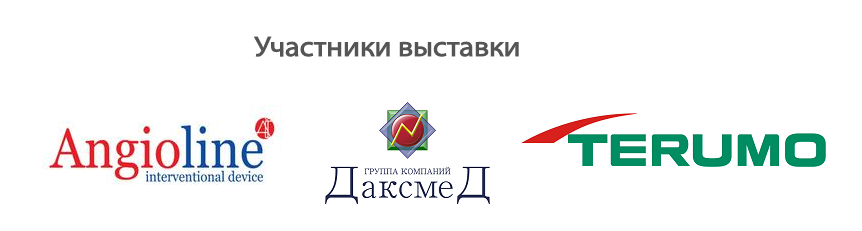 Участники выставки
Angioline
interventional device
ГРУППА КОМПАНИЙ
ДаксмеД
TERUMO